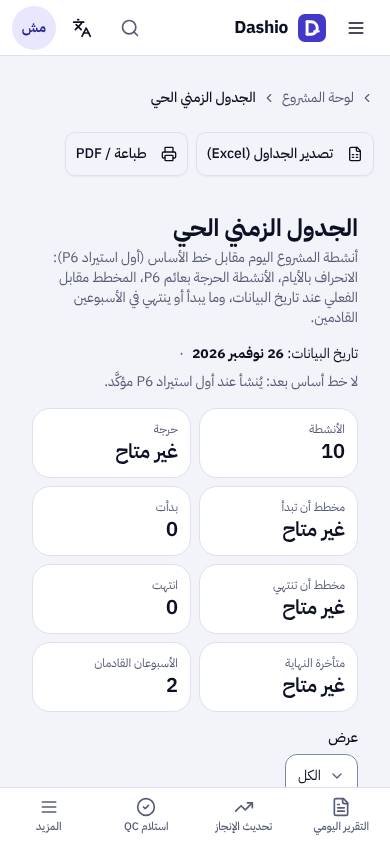 Dashio
مش
لوحة المشروع
الجدول الزمني الحي
تصدير الجداول (Excel)
طباعة / PDF
الجدول الزمني الحي
أنشطة المشروع اليوم مقابل خط الأساس (أول استيراد P6):
الانحراف بالأيام، الأنشطة الحرجة بعائم P6، المخطط مقابل
الفعلي عند تاريخ البيانات، وما يبدأ أو ينتهي في الأسبوعين
القادمين.
تاريخ البيانات: 26 نوفمبر 2026 ·
لا خط أساس بعد: يُنشأ عند أول استيراد P6 مؤكَّد.
الأنشطة
10
حرجة
غير متاح
مخطط أن تبدأ
غير متاح
بدأت
0
مخطط أن تنتهي
غير متاح
انتهت
0
متأخرة النهاية
غير متاح
الأسبوعان القادمان
2
عرض
الكل
التقرير اليومي
تحديث الإنجاز
استلام QC
المزيد